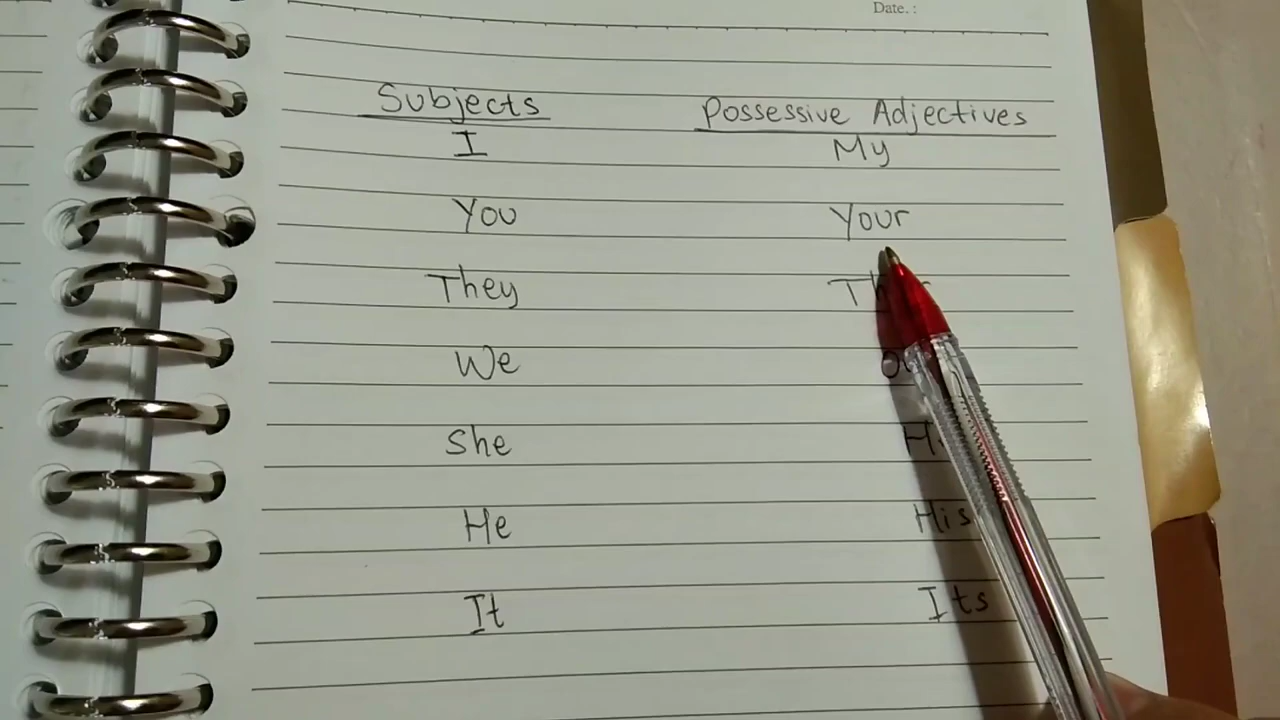 Date.:
Subjects Possessive Adjectives
I My
You Your
They
We
She
He His
It Its